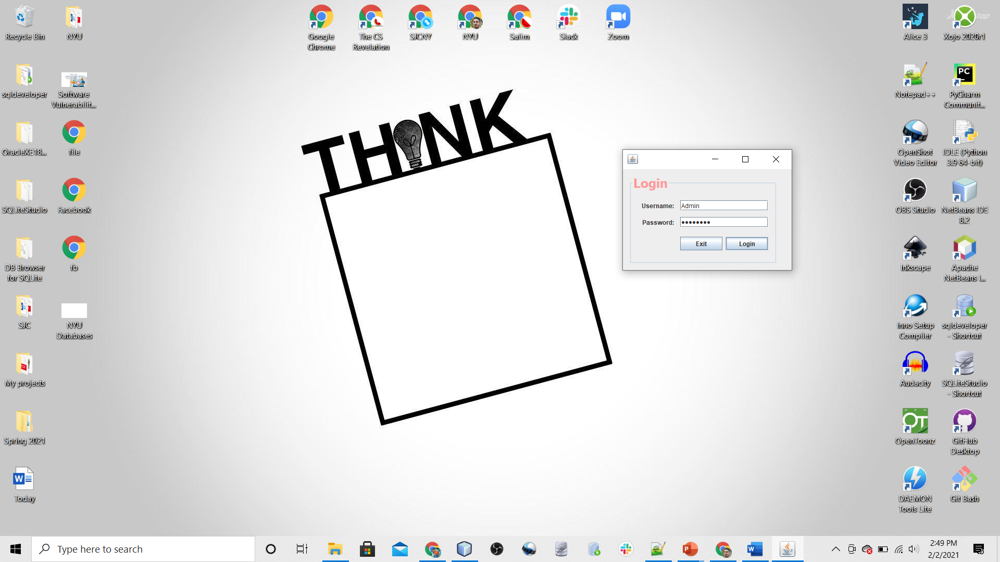 Recycle Bin
NYU
Google
Chrome
The CS
Revelation
SJCNY
NYU
Salim
Slack
Zoom
Alice 3
Xojo 2020r1
sqldeveloper
Software
Vulnerabilit...
Notepad++
PC
PyCharm
Communit...
OracleXE18...
file
OpenShot
Video Editor
IDLE (Python
3.9 64-bit)
SQLiteStudio
Facebook
OBS Studio
NetBeans IDE
8.2
DB Browser
for SQLite
fb
Inkscape
Apache
NetBeans I...
SJC
NYU
Databases
Inno Setup
Compiler
sqldeveloper
- Shortcut
My projects
Audacity
SQLiteStudio
- Shortcut
Spring 2021
OT
OpenToonz
GitHub
Desktop
W
Today
DAEMON
Tools Lite
Git Bash
THINK
Login
Username: Admin
Password: ••••••••
Exit
Login
Type here to search
P
W
2:49 PM
2/2/2021